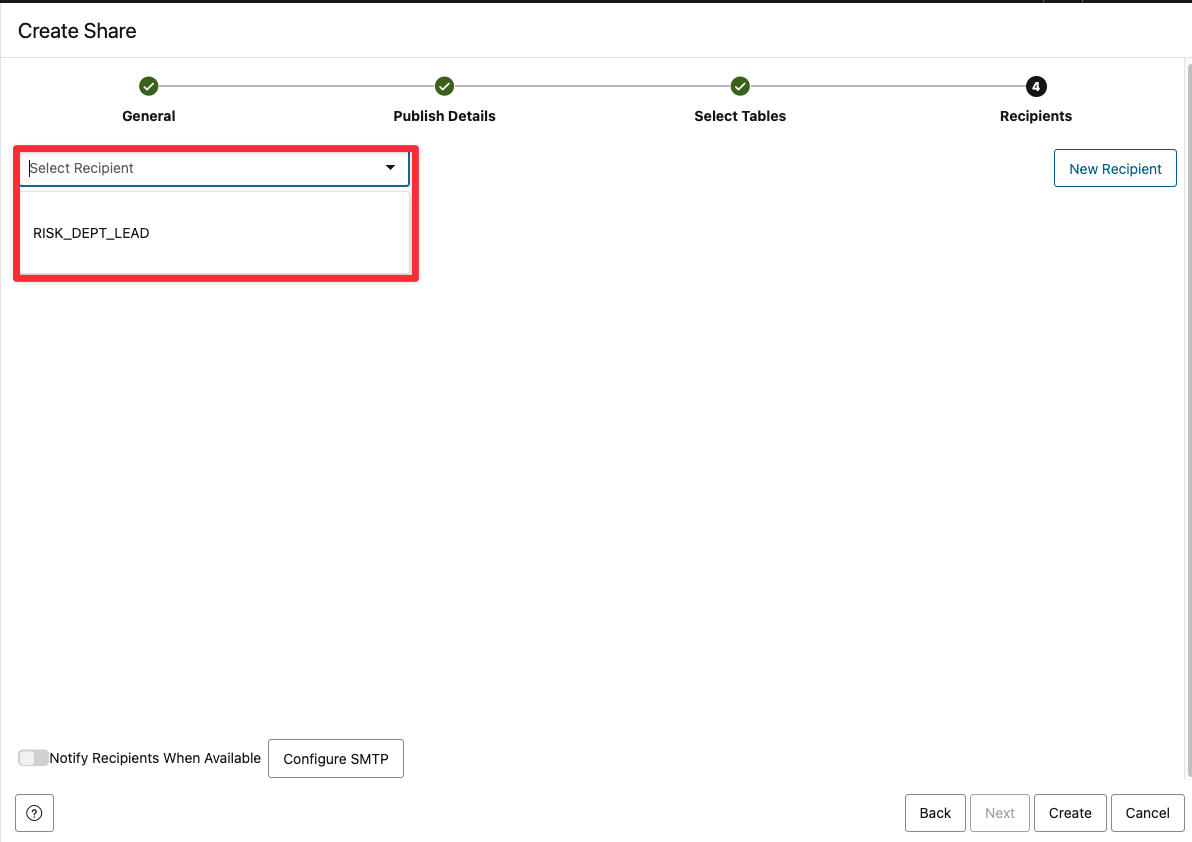 Create Share
4
General
Publish Details
Select Tables
Recipients
Select Recipient
New Recipient
RISK_DEPT_LEAD
Notify Recipients When Available
Configure SMTP
?
Back
Next
Create
Cancel